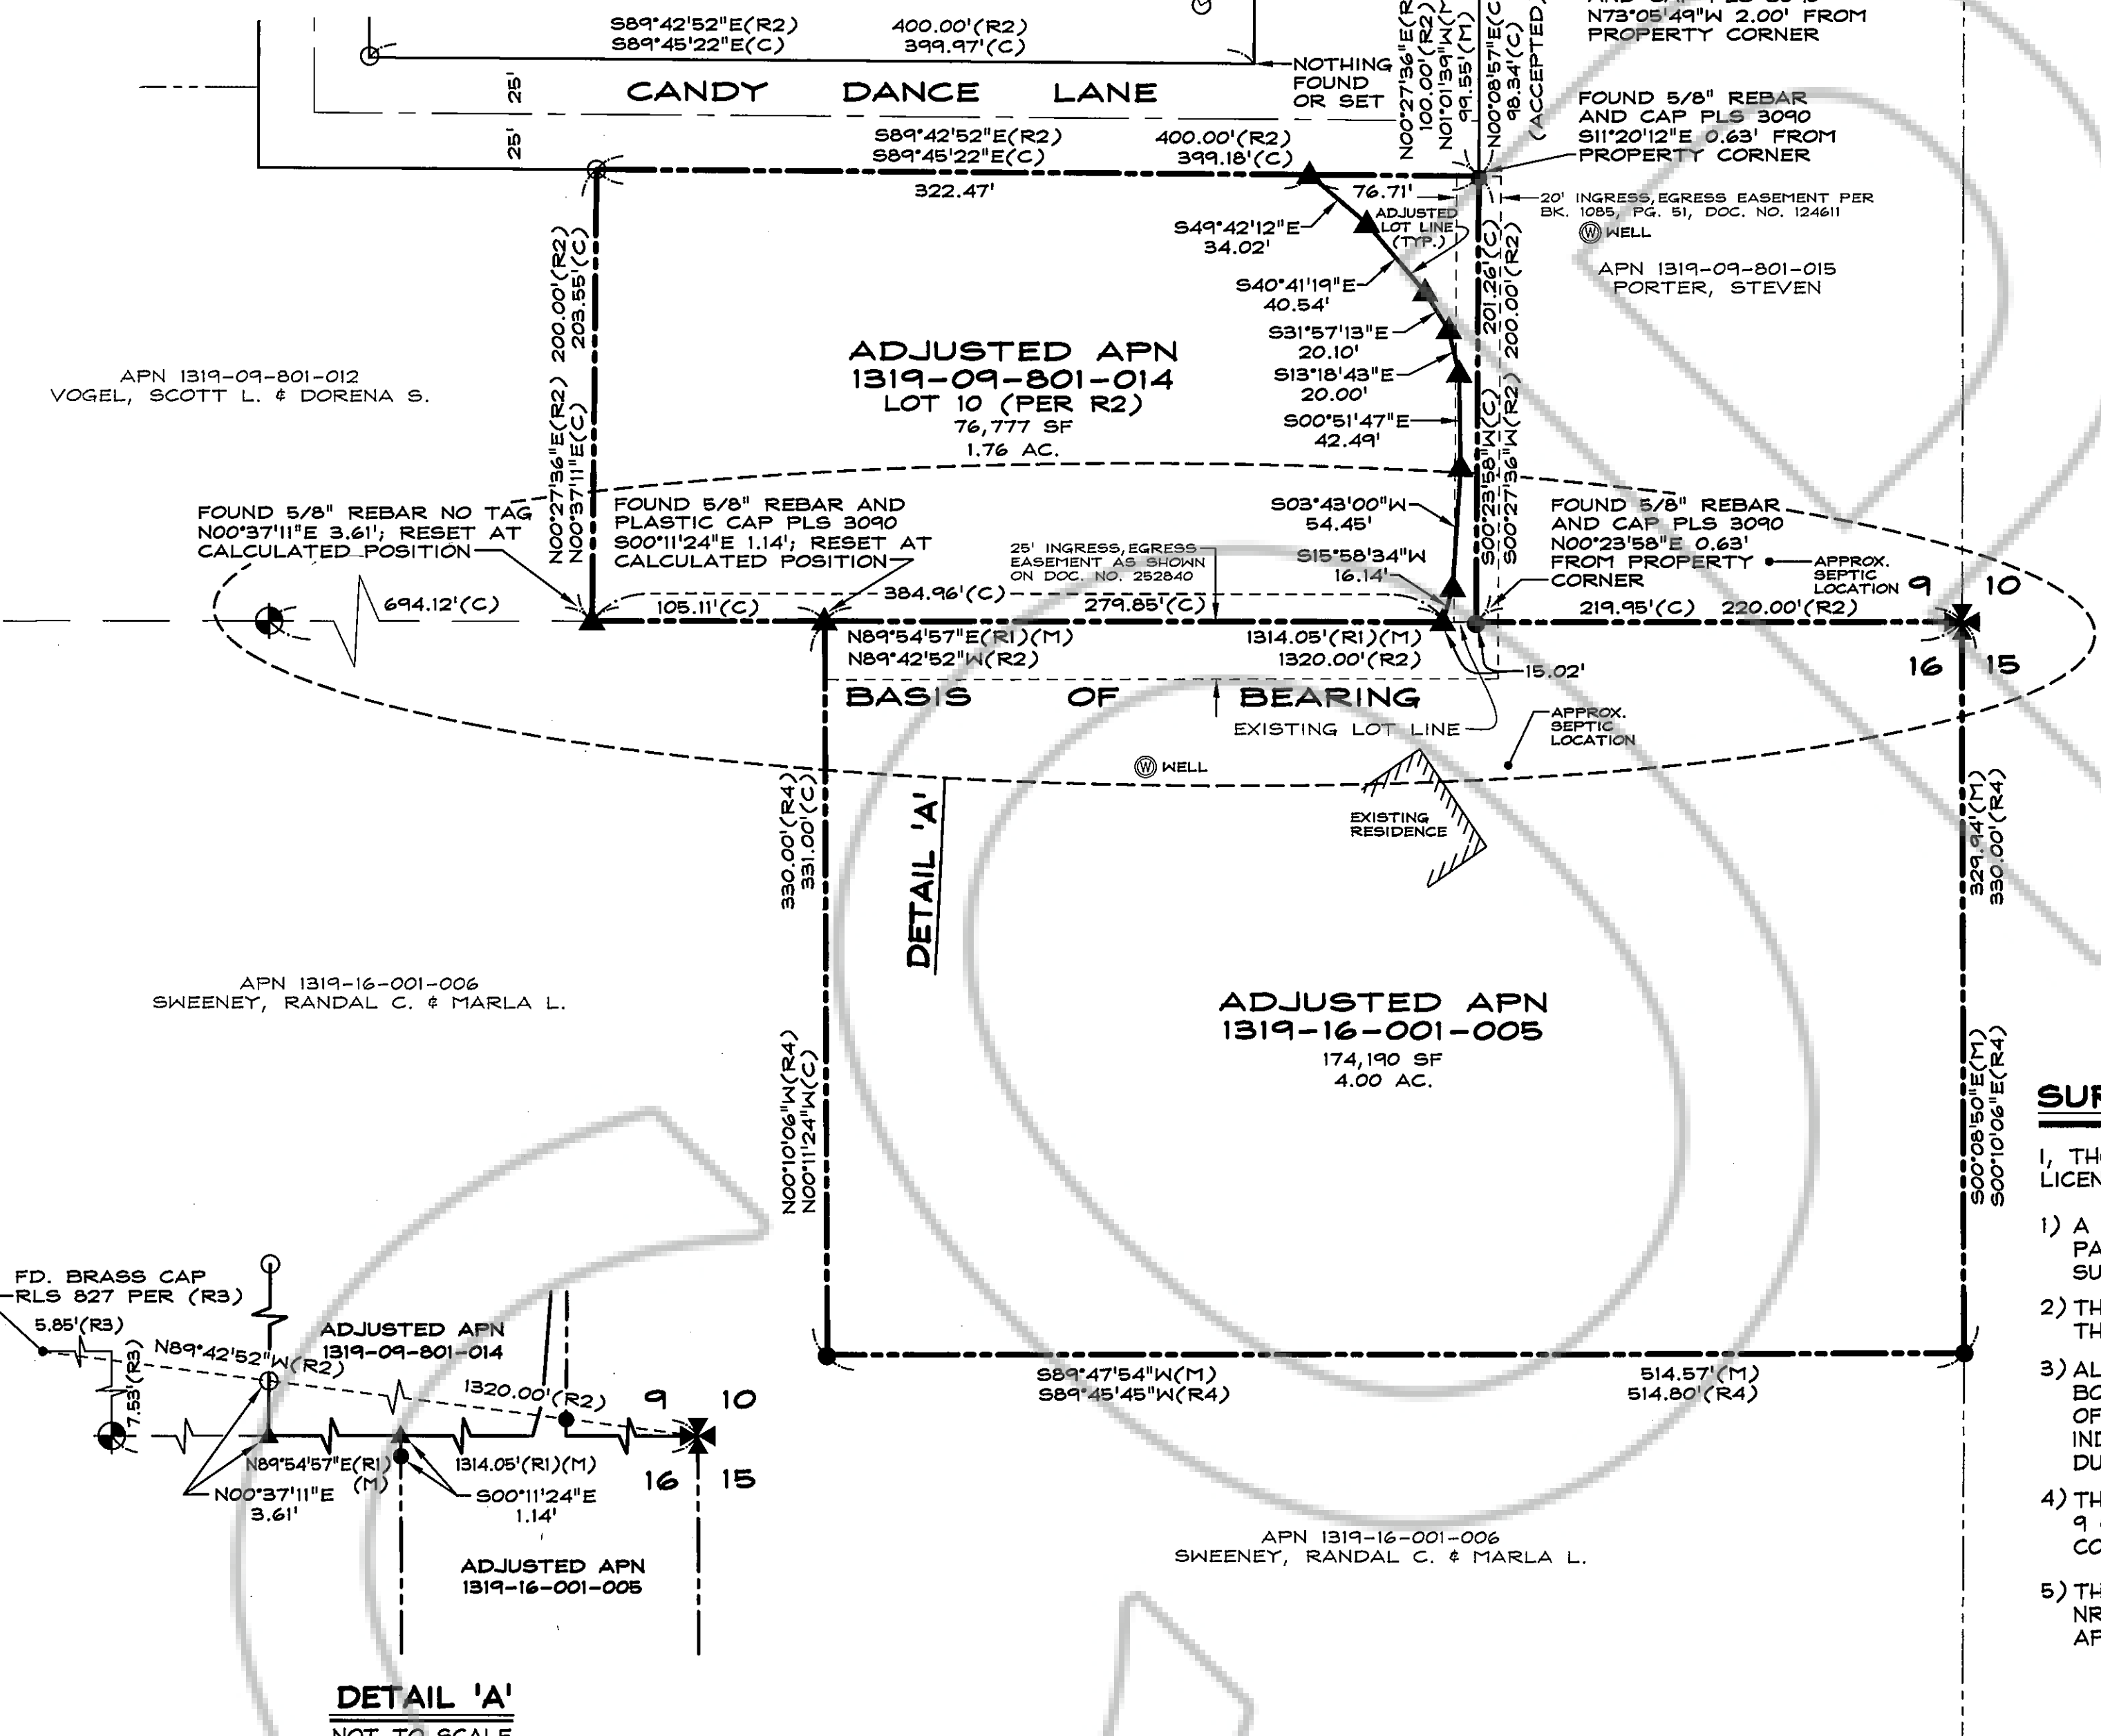 S89°42'52"E(R2) 400.00'(R2)
S89°45'22"E(C) 399.97'(C)
25'
CANDY DANCE LANE
25'
NOTHING
FOUND
OR SET
100.00'(R2)
99.55'(M)
N00°08'57"E(C)
98.34'(C)
(ACCEPTED)
N73°05'49"W 2.00' FROM
PROPERTY CORNER
FOUND 5/8" REBAR
AND CAP PLS 3090
S11°20'12"E 0.63' FROM
PROPERTY CORNER
S89°42'52"E(R2) 400.00'(R2)
S89°45'22"E(C) 399.18'(C)
322.47'
76.71'
20' INGRESS,EGRESS EASEMENT PER
BK. 1085, PG. 51, DOC. NO. 124611
W WELL
APN 1319-09-801-015
PORTER, STEVEN
ADJUSTED
LOT LINE
(TYP.)
S49°42'12"E
34.02'
S40°41'19"E
40.54'
S31°57'13"E
20.10'
S13°18'43"E
20.00'
S00°51'47"E
42.49'
S03°43'00"W
54.45'
S15°58'34"W
16.14'
S00°23'58"W(C) 201.26'(C)
S00°27'36"W(R2) 200.00'(R2)
N00°27'36"E(R2) 200.00'(R2)
N00°37'11"E(C) 203.55'(C)
APN 1319-09-801-012
VOGEL, SCOTT L. & DORENA S.
ADJUSTED APN
1319-09-801-014
LOT 10 (PER R2)
76,777 SF
1.76 AC.
FOUND 5/8" REBAR NO TAG
N00°37'11"E 3.61'; RESET AT
CALCULATED POSITION
FOUND 5/8" REBAR AND
PLASTIC CAP PLS 3090
S00°11'24"E 1.14'; RESET AT
CALCULATED POSITION
25' INGRESS,EGRESS
EASEMENT AS SHOWN
ON DOC. NO. 252840
FOUND 5/8" REBAR
AND CAP PLS 3090
N00°23'58"E 0.63'
FROM PROPERTY
CORNER
APPROX.
SEPTIC
LOCATION
9 10
16 15
694.12'(C)
105.11'(C)
384.96'(C)
279.85'(C)
219.95'(C) 220.00'(R2)
N89°54'57"E(R1)(M) 1314.05'(R1)(M)
N89°42'52"W(R2) 1320.00'(R2)
15.02'
BASIS OF BEARING
EXISTING LOT LINE
APPROX.
SEPTIC
LOCATION
W WELL
EXISTING
RESIDENCE
DETAIL 'A'
N00°10'06"W(R4) 330.00'(R4)
N00°11'24"W(C) 331.00'(C)
S00°08'50"E(M) 329.94'(M)
S00°10'06"E(R4) 330.00'(R4)
APN 1319-16-001-006
SWEENEY, RANDAL C. & MARLA L.
ADJUSTED APN
1319-16-001-005
174,190 SF
4.00 AC.
S89°47'54"W(M) 514.57'(M)
S89°45'45"W(R4) 514.80'(R4)
APN 1319-16-001-006
SWEENEY, RANDAL C. & MARLA L.
FD. BRASS CAP
RLS 827 PER (R3)
5.85'(R3)
7.53'(R3)
N89°42'52"W(R2)
ADJUSTED APN
1319-09-801-014
1320.00'(R2)
9 10
16 15
N89°54'57"E(R1)
(M)
1314.05'(R1)(M)
N00°37'11"E
3.61'
S00°11'24"E
1.14'
ADJUSTED APN
1319-16-001-005
DETAIL 'A'
NOT TO SCALE
I,
1) A
2)
3)
4)
9
5)